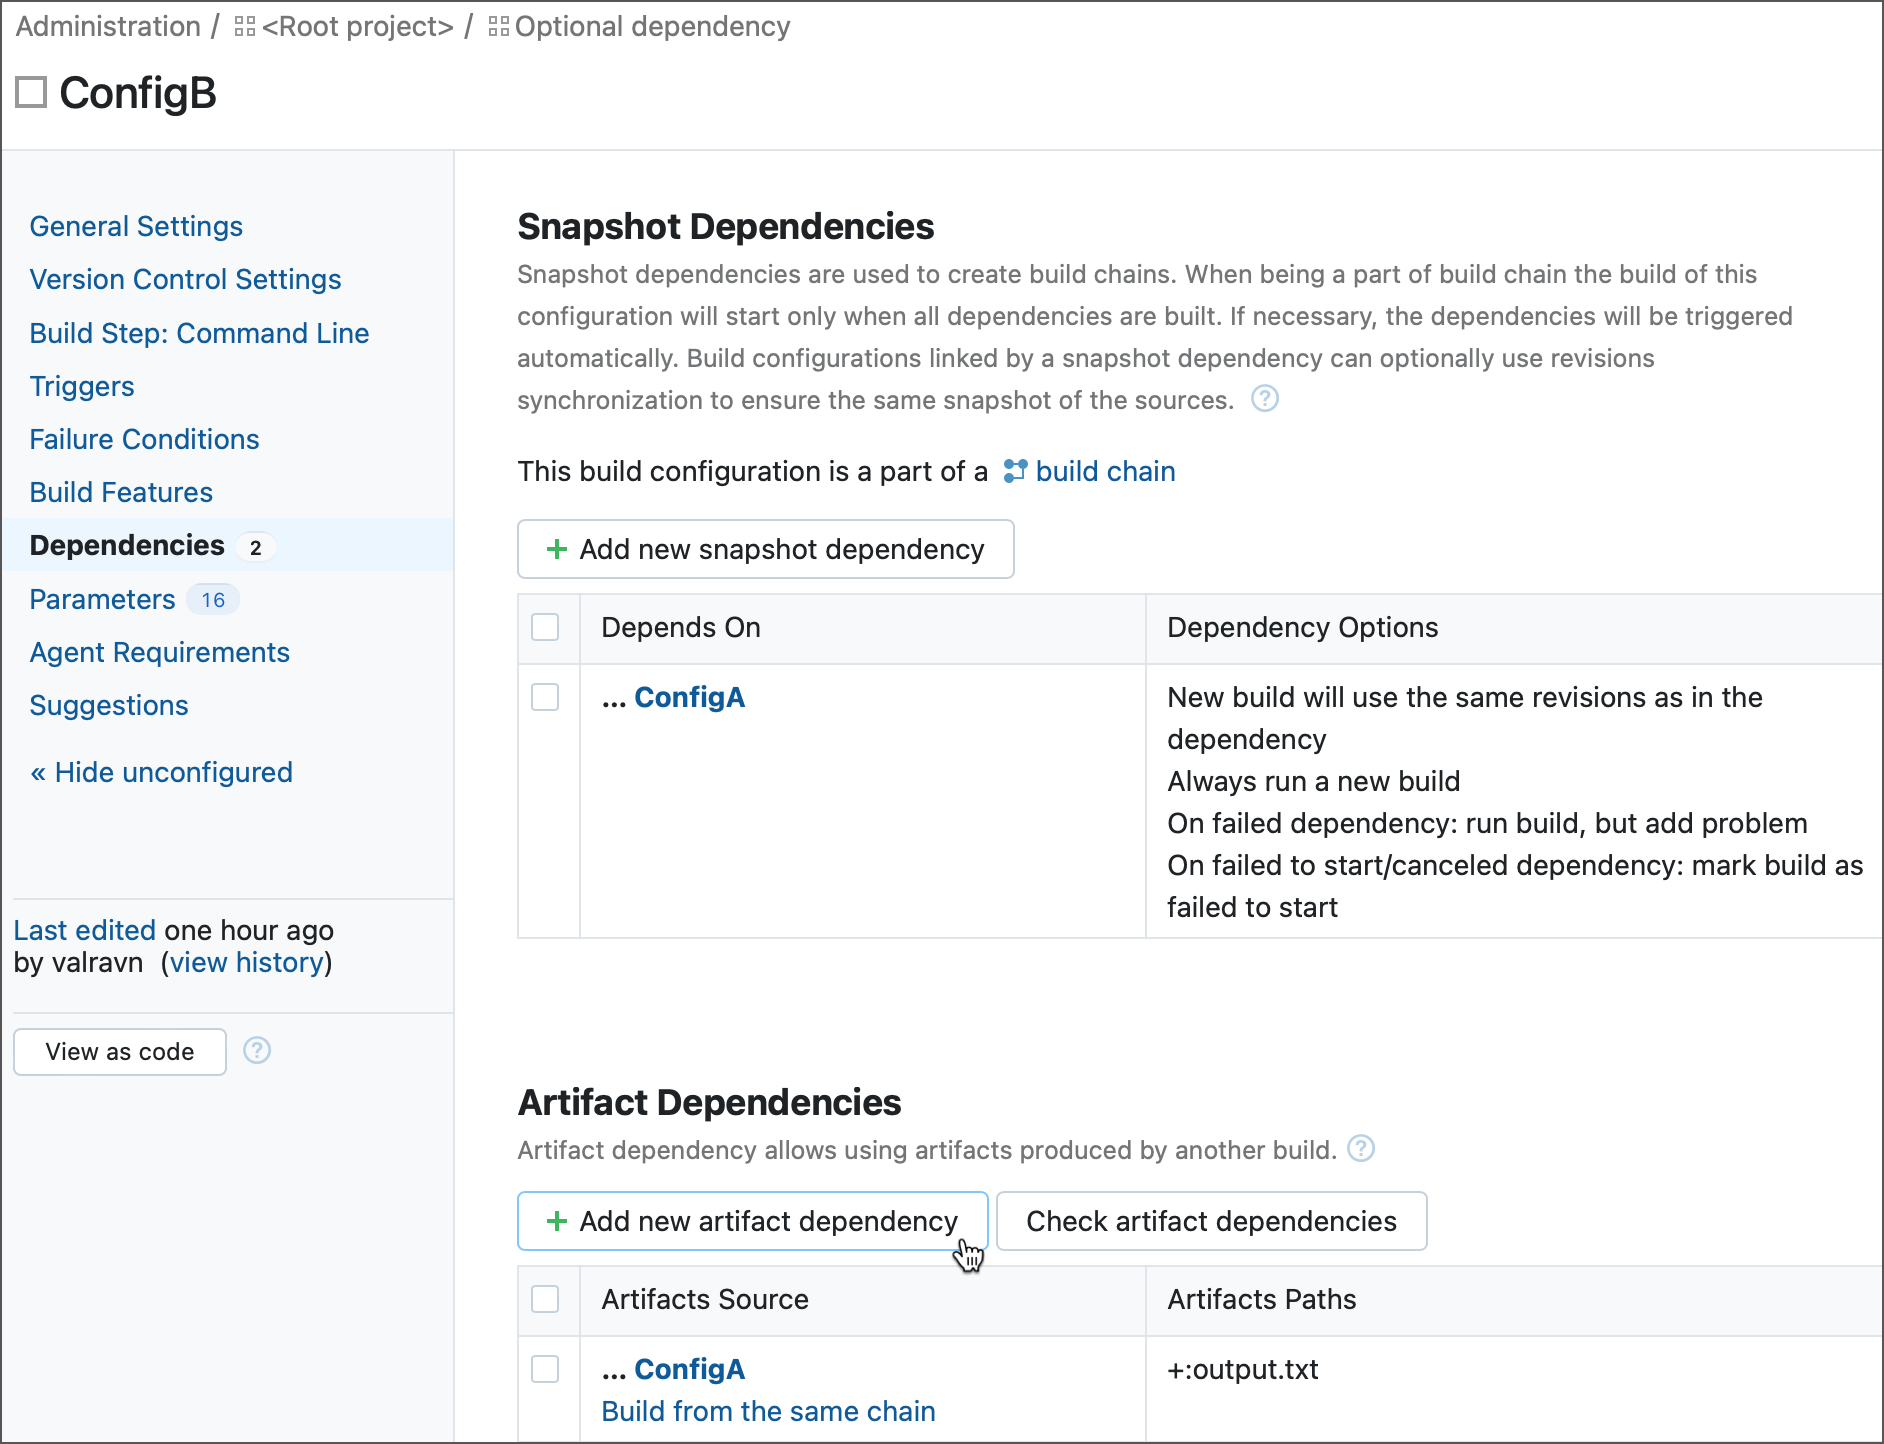 Administration / <Root project> / Optional dependency
ConfigB
General Settings
Version Control Settings
Build Step: Command Line
Triggers
Failure Conditions
Build Features
Dependencies 2
Parameters 16
Agent Requirements
Suggestions
« Hide unconfigured
Last edited one hour ago
by valravn (view history)
View as code ?
Snapshot Dependencies
Snapshot dependencies are used to create build chains. When being a part of build chain the build of this
configuration will start only when all dependencies are built. If necessary, the dependencies will be triggered
automatically. Build configurations linked by a snapshot dependency can optionally use revisions
synchronization to ensure the same snapshot of the sources. ?
This build configuration is a part of a build chain
+ Add new snapshot dependency
Depends On
Dependency Options
... ConfigA
New build will use the same revisions as in the
dependency
Always run a new build
On failed dependency: run build, but add problem
On failed to start/canceled dependency: mark build as
failed to start
Artifact Dependencies
Artifact dependency allows using artifacts produced by another build. ?
+ Add new artifact dependency
Check artifact dependencies
Artifacts Source
Artifacts Paths
... ConfigA
+:output.txt
Build from the same chain